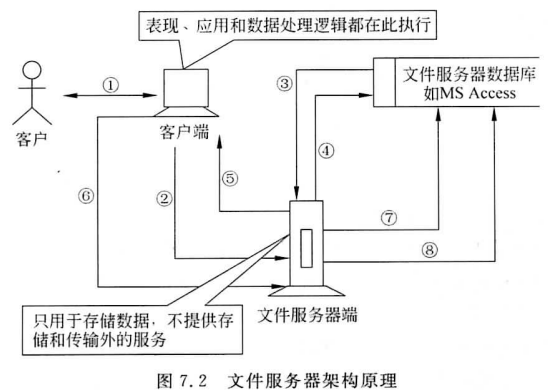 表现、应用和数据处理逻辑都在此执行
①
③
文件服务器数据库
如MS Access
客户
客户端
④
⑥
②
⑤
⑦
⑧
只用于存储数据，不提供存
储和传输外的服务
文件服务器端
图 7.2 文件服务器架构原理